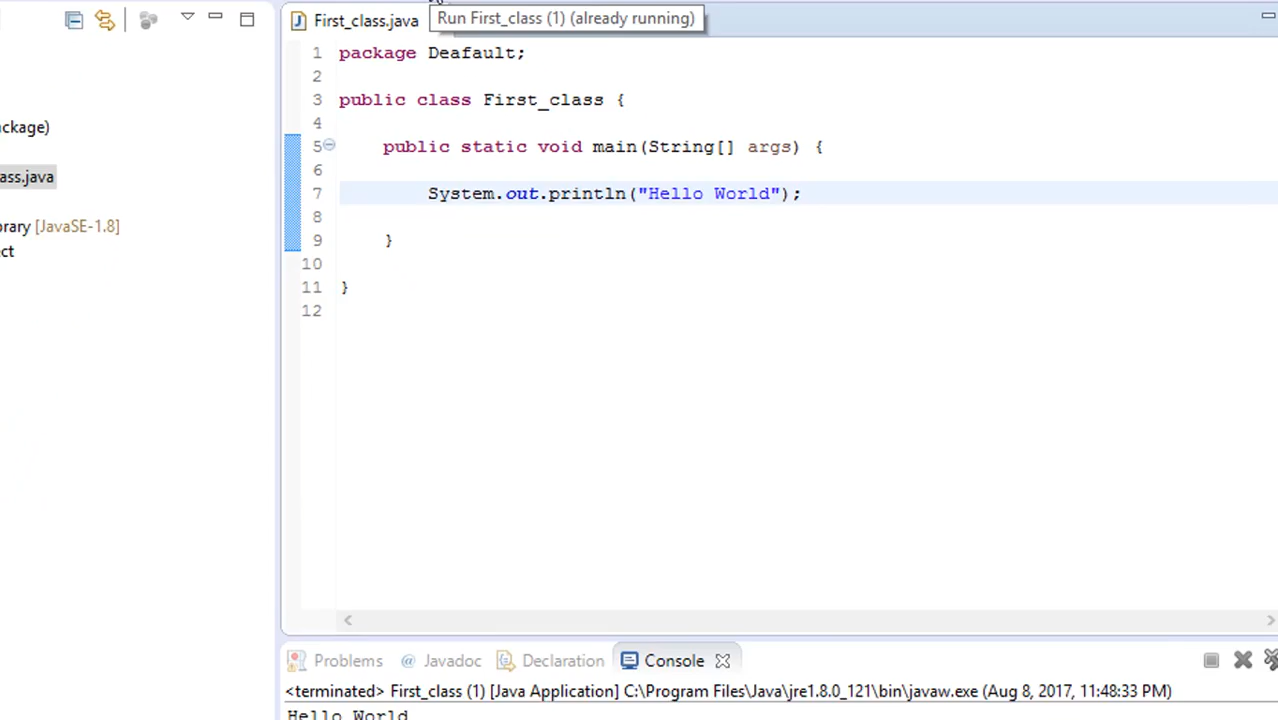 First_class.java
Run First_class (1) (already running)
ckage)
ass.java
rary [JavaSE-1.8]
ct
1 package Deafault;
2
3 public class First_class {
4
5 public static void main(String[] args) {
6
7 System.out.println("Hello World");
8
9 }
10
11 }
12
Problems @ Javadoc Declaration Console
<terminated> First_class (1) [Java Application] C:\Program Files\Java\jre1.8.0_121\bin\javaw.exe (Aug 8, 2017, 11:48:33 PM)
Hello World